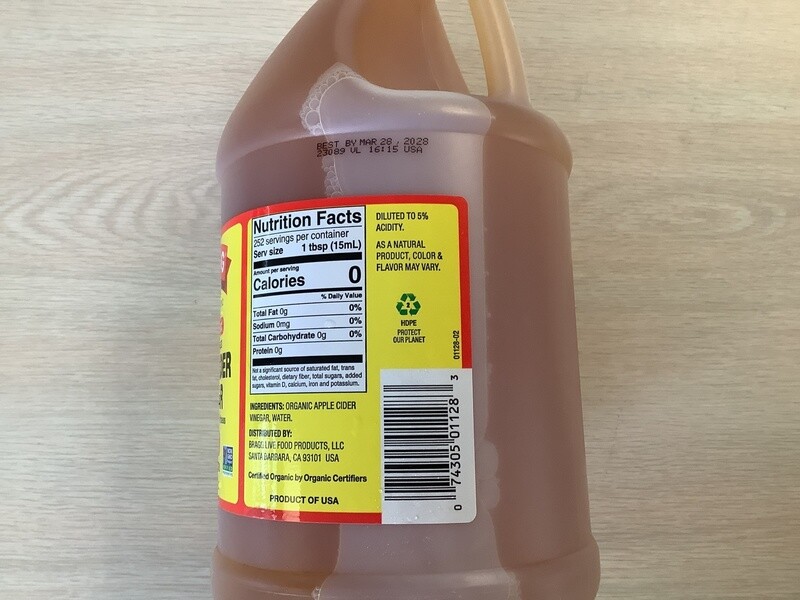 BEST BY MAR 28, 2028
23089 VL 16:15 USA
Nutrition Facts
252 servings per container
Serv size 1 tbsp (15mL)
Amount per serving
Calories 0
% Daily Value
Total Fat 0g 0%
Sodium 0mg 0%
Total Carbohydrate 0g 0%
Protein 0g
Not a significant source of saturated fat, trans
fat, cholesterol, dietary fiber, total sugars, added
sugars, vitamin D, calcium, iron and potassium.
INGREDIENTS: ORGANIC APPLE CIDER
VINEGAR, WATER.
DISTRIBUTED BY:
BRAGG LIVE FOOD PRODUCTS, LLC
SANTA BARBARA, CA 93101 USA
Certified Organic by Organic Certifiers
PRODUCT OF USA
DILUTED TO 5%
ACIDITY.
AS A NATURAL
PRODUCT, COLOR &
FLAVOR MAY VARY.
2
HDPE
PROTECT
OUR PLANET
01128-02
0 74305 01128 3